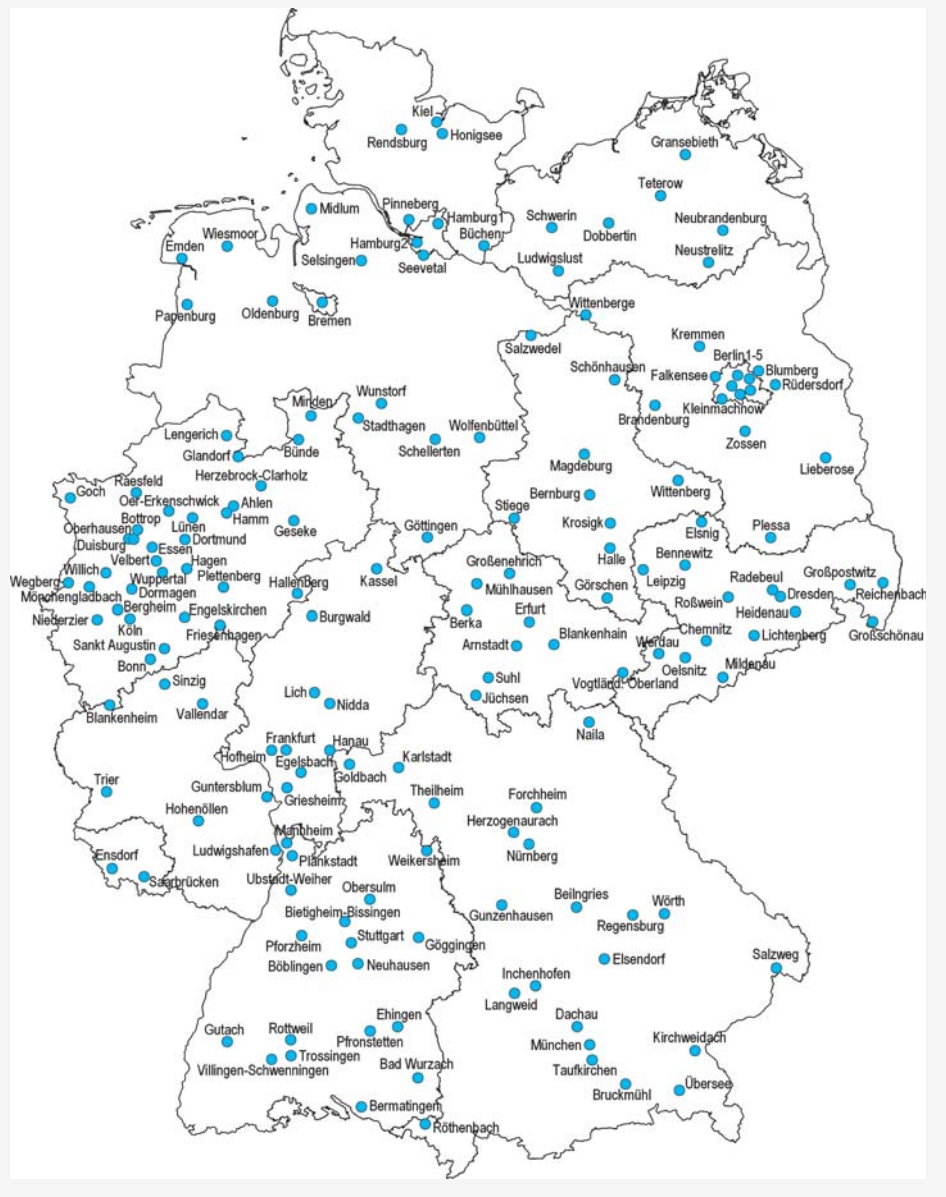 Kiel
Rendsburg
Honigsee
Gransebieth
Teterow
Midlum
Pinneberg
Hamburg1
Schwerin
Neubrandenburg
Wiesmoor
Büchen
Dobbertin
Emden
Hamburg2
Neustrelitz
Selsingen
Seevetal
Ludwigslust
Papenburg
Oldenburg
Bremen
Wittenberge
Salzwedel
Kremmen
Berlin1-5
Schönhausen
Falkensee
Blumberg
Rüdersdorf
Wunstorf
Minden
Brandenburg
Kleinmachnow
Stadthagen
Wolfenbüttel
Lengerich
Bünde
Schellerten
Zossen
Glandorf
Magdeburg
Lieberose
Herzebrock-Clarholz
Raesfeld
Goch
Oer-Erkenschwick
Ahlen
Bernburg
Wittenberg
Bottrop
Hamm
Stiege
Oberhausen
Lünen
Geseke
Göttingen
Krosigk
Elsnig
Plessa
Duisburg
Dortmund
Essen
Velbert
Hagen
Halle
Bennewitz
Großenehrich
Willich
Wuppertal
Plettenberg
Hallenberg
Kassel
Leipzig
Radebeul
Großpostwitz
Wegberg
Mönchengladbach
Dormagen
Mühlhausen
Görschen
Dresden
Reichenbach
Bergheim
Engelskirchen
Burgwald
Berka
Erfurt
Roßwein
Heidenau
Niederzier
Köln
Friesenhagen
Blankenhain
Chemnitz
Lichtenberg
Großschönau
Sankt Augustin
Arnstadt
Werdau
Bonn
Oelsnitz
Mildenau
Sinzig
Suhl
Vogtländ. Oberland
Lich
Nidda
Jüchsen
Blankenheim
Vallendar
Naila
Frankfurt
Hanau
Hofheim
Egelsbach
Karlstadt
Goldbach
Trier
Guntersblum
Griesheim
Theilheim
Forchheim
Hohenöllen
Herzogenaurach
Mannheim
Ludwigshafen
Plankstadt
Weikersheim
Nürnberg
Ensdorf
Saarbrücken
Ubstadt-Weiher
Obersulm
Beilngries
Wörth
Bietigheim-Bissingen
Gunzenhausen
Regensburg
Pforzheim
Stuttgart
Göggingen
Böblingen
Neuhausen
Elsendorf
Salzweg
Inchenhofen
Langweid
Ehingen
Dachau
Gutach
Rottweil
Pfronstetten
München
Kirchweidach
Trossingen
Villingen-Schwenningen
Bad Wurzach
Taufkirchen
Bruckmühl
Übersee
Bermatingen
Röthenbach